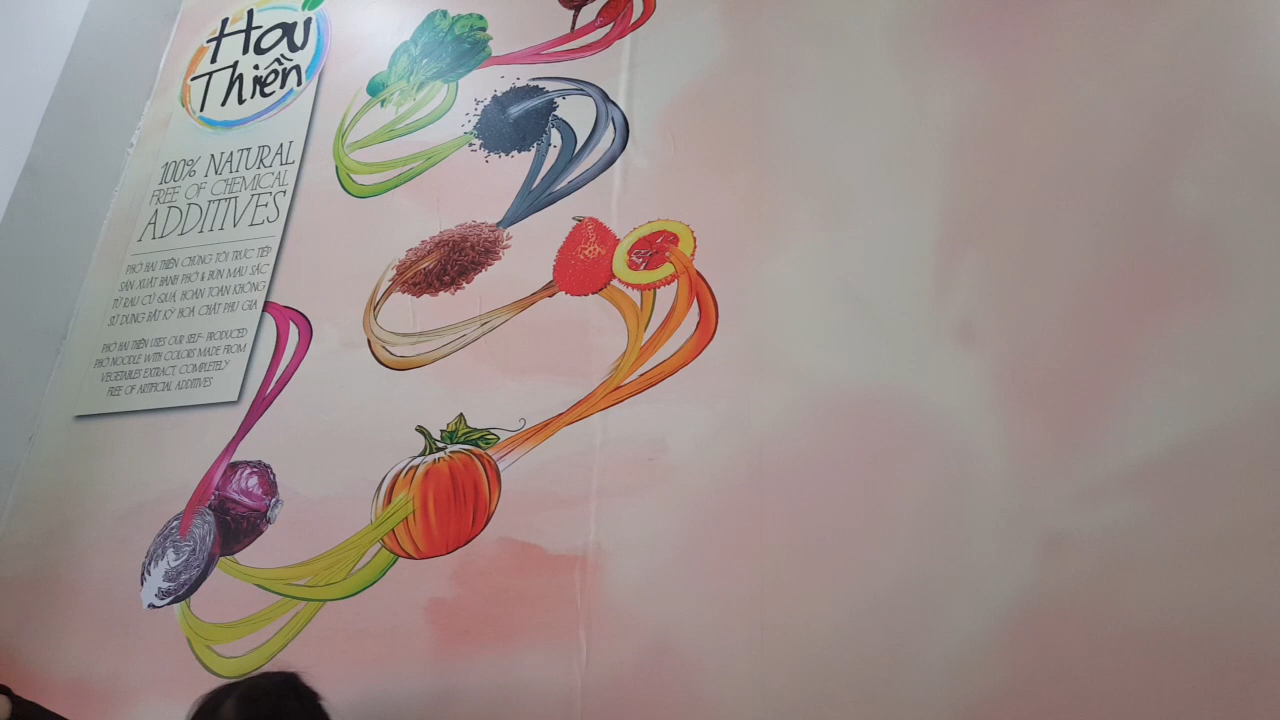 Hai
Thiền
100% NATURAL
FREE OF CHEMICAL
ADDITIVES
PHỞ HAI THIỀN CHÚNG TÔI TRỰC TIẾP
SẢN XUẤT BÁNH PHỞ & BÚN MÀU SẮC
TỪ RAU CỦ QUẢ, HOÀN TOÀN KHÔNG
SỬ DỤNG BẤT KỲ HOÁ CHẤT PHỤ GIA
PHỞ HAI THIỀN USES OUR SELF- PRODUCED
PHỞ NOODLE WITH COLORS MADE FROM
VEGETABLES EXTRACT, COMPLETELY
FREE OF ARTIFICIAL ADDITIVES